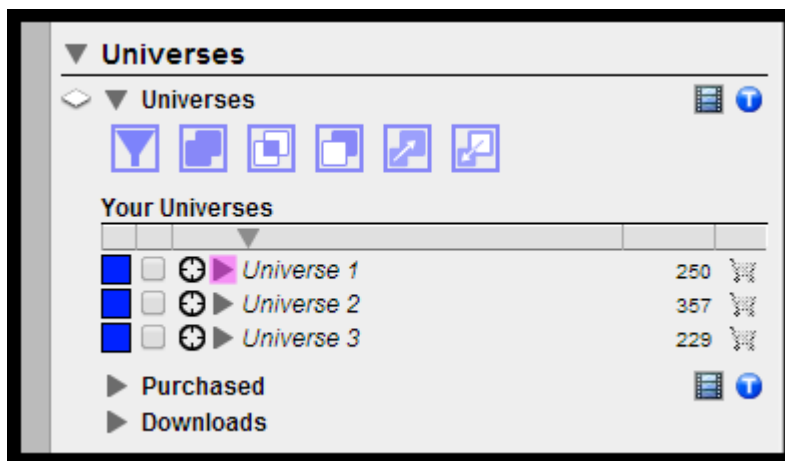 Universes
Universes
T
Your Universes
Universe 1 250
Universe 2 357
Universe 3 229
Purchased
T
Downloads